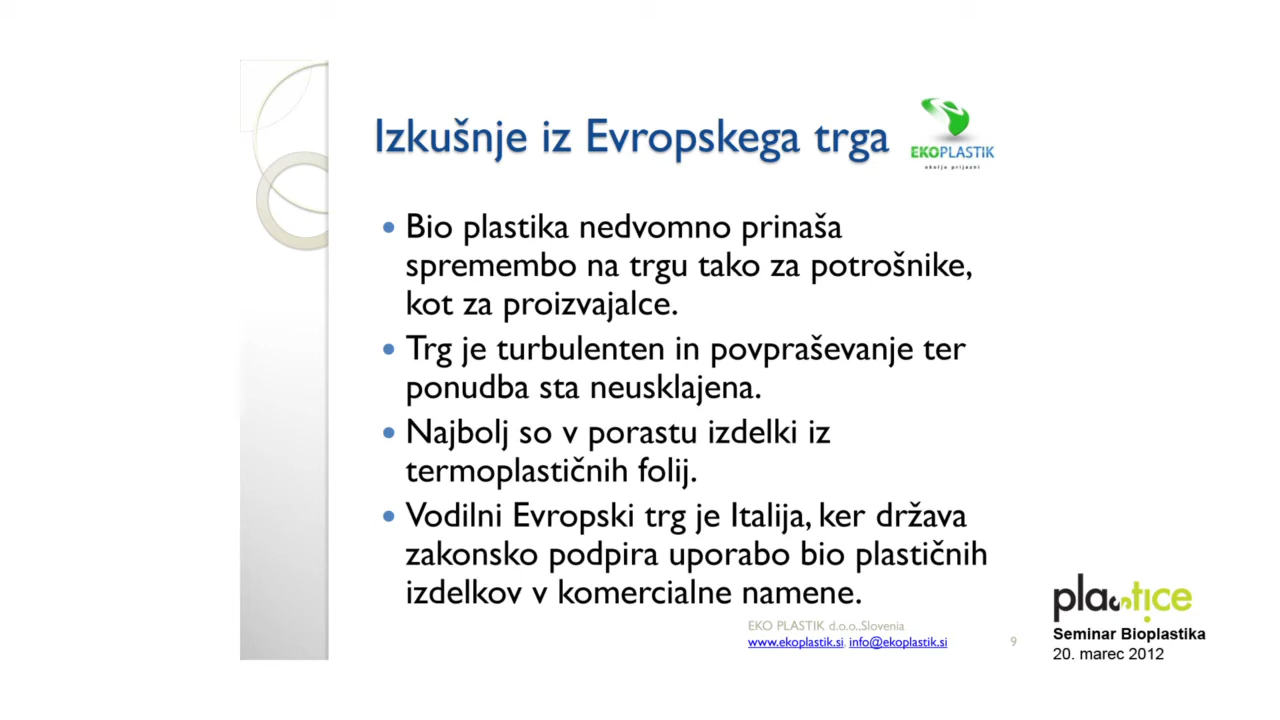 Izkušnje iz Evropskega trga
EKOPLASTIK
okolju prijazni
• Bio plastika nedvomno prinaša
spremembo na trgu tako za potrošnike,
kot za proizvajalce.
• Trg je turbulenten in povpraševanje ter
ponudba sta neusklajena.
• Najbolj so v porastu izdelki iz
termoplastičnih folij.
• Vodilni Evropski trg je Italija, ker država
zakonsko podpira uporabo bio plastičnih
izdelkov v komercialne namene.
EKO PLASTIK d.o.o.,Slovenia
www.ekoplastik.si, info@ekoplastik.si
9
plastice
Seminar Bioplastika
20. marec 2012